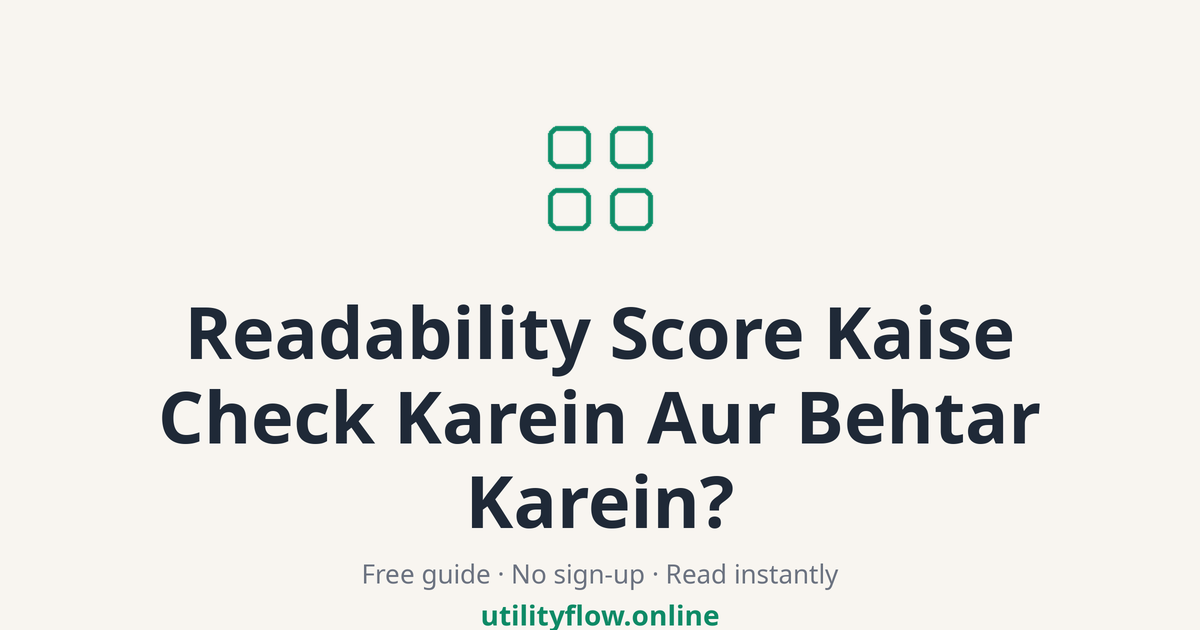 Readability Score Kaise
Check Karein Aur Behtar
Karein?
Free guide · No sign-up · Read instantly
utilityflow.online